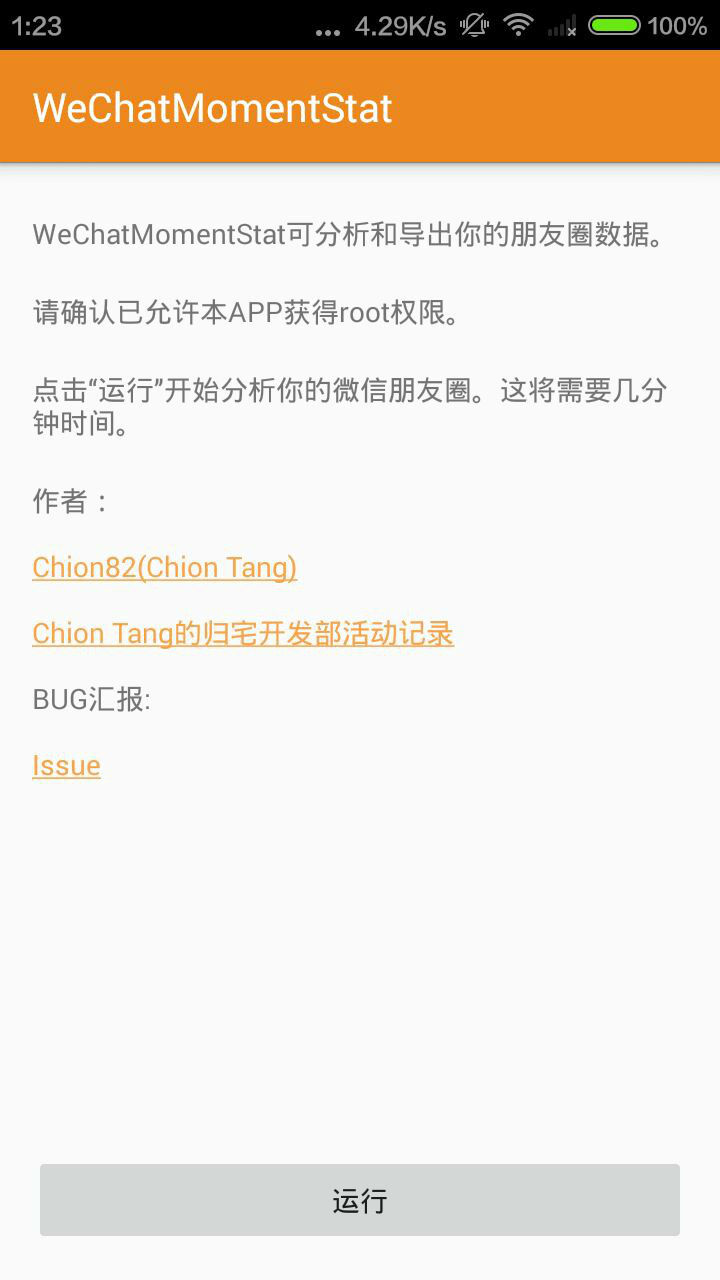 1:23 ... 4.29K/s 100%
WeChatMomentStat
WeChatMomentStat可分析和导出你的朋友圈数据。
请确认已允许本APP获得root权限。
点击“运行”开始分析你的微信朋友圈。这将需要几分
钟时间。
作者：
Chion82(Chion Tang)
Chion Tang的归宅开发部活动记录
BUG汇报:
Issue
运行